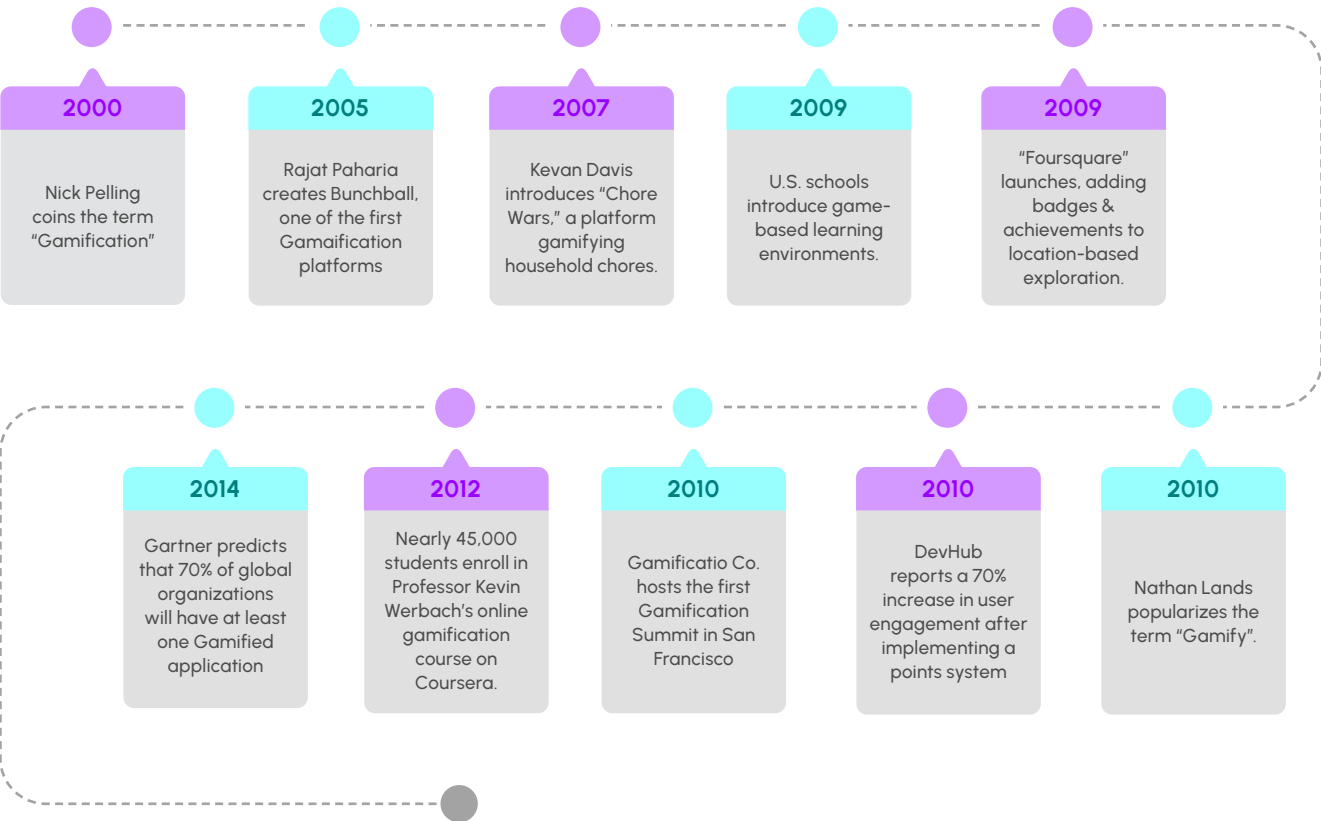 2000
Nick Pelling
coins the term
“Gamification”
2005
Rajat Paharia
creates Bunchball,
one of the first
Gamaification
platforms
2007
Kevan Davis
introduces “Chore
Wars,” a platform
gamifying
household chores.
2009
U.S. schools
introduce game-
based learning
environments.
2009
“Foursquare”
launches, adding
badges &
achievements to
location-based
exploration.
2014
Gartner predicts
that 70% of global
organizations
will have at least
one Gamified
application
2012
Nearly 45,000
students enroll in
Professor Kevin
Werbach’s online
gamification
course on
Coursera.
2010
Gamificatio Co.
hosts the first
Gamification
Summit in San
Francisco
2010
DevHub
reports a 70%
increase in user
engagement after
implementing a
points system
2010
Nathan Lands
popularizes the
term “Gamify”.